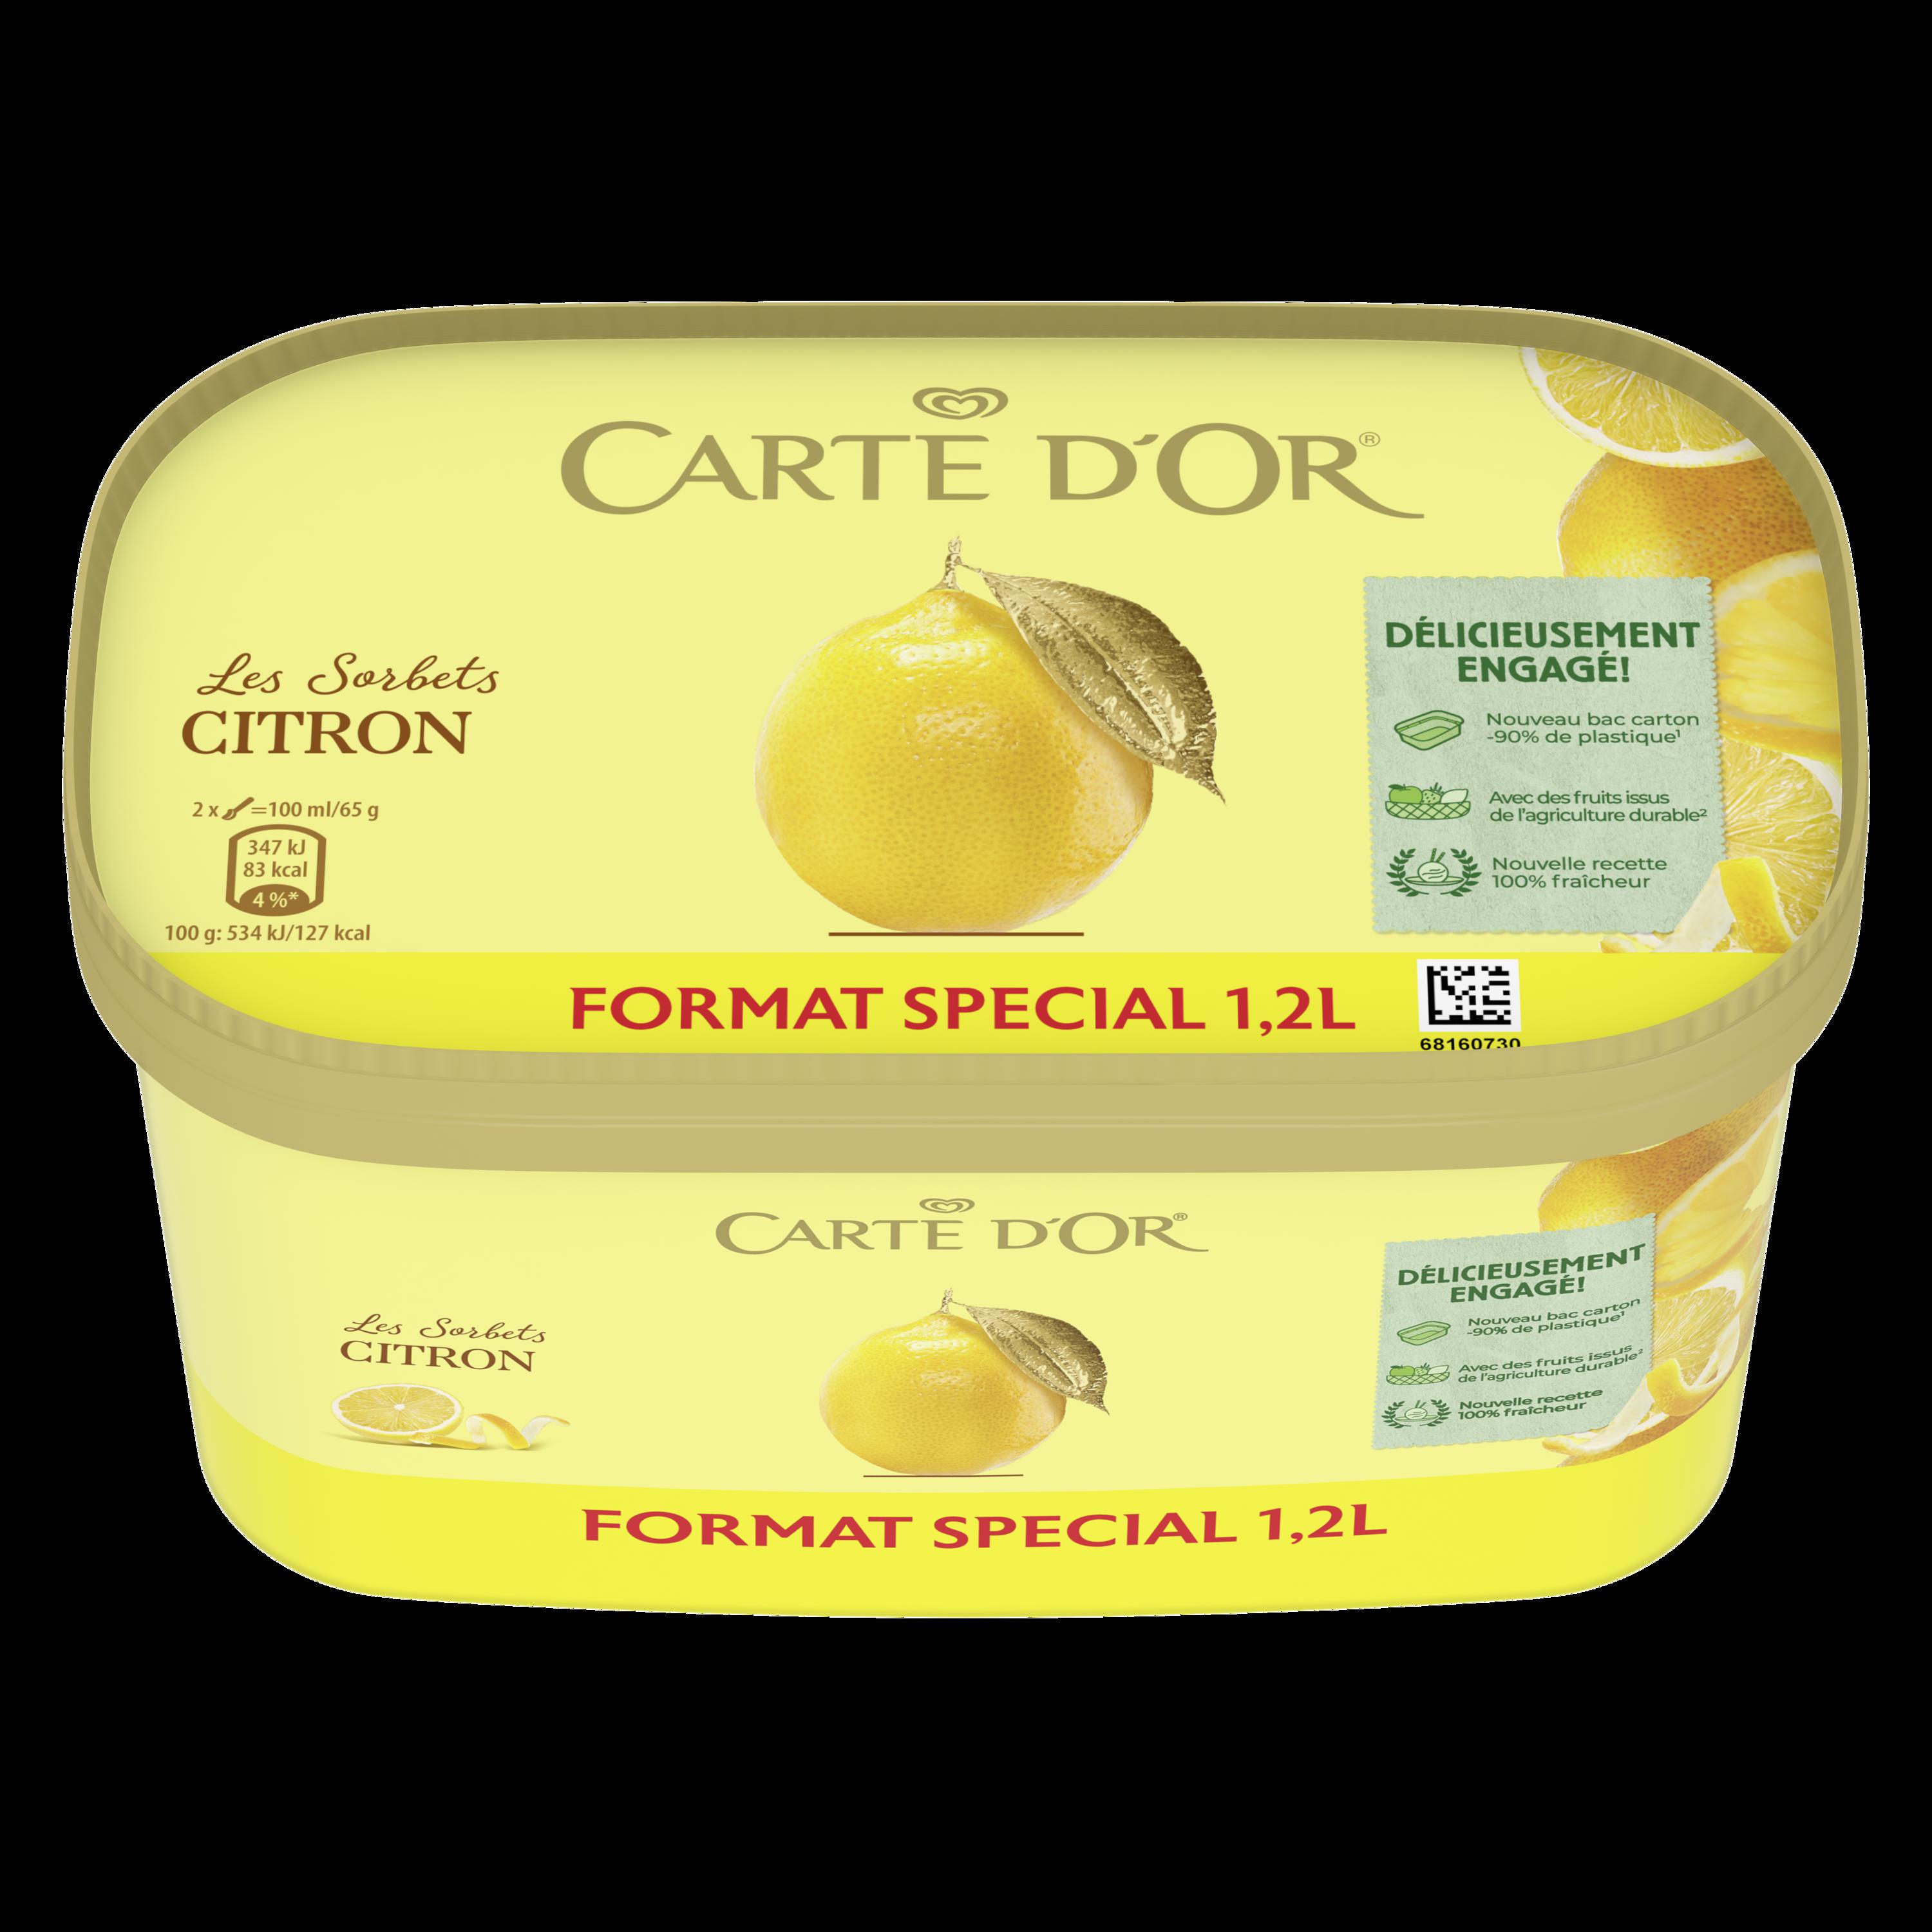 CARTE D'OR®
Les Sorbets
CITRON
2 x =100 ml/65 g
347 kJ
83 kcal
4 %*
100 g: 534 kJ/127 kcal
DÉLICIEUSEMENT
ENGAGÉ!
Nouveau bac carton
-90% de plastique¹
Avec des fruits issus
de l'agriculture durable²
Nouvelle recette
100% fraîcheur
FORMAT SPECIAL 1,2L
68160730
CARTE D'OR®
Les Sorbets
CITRON
DÉLICIEUSEMENT
ENGAGÉ!
Nouveau bac carton
-90% de plastique¹
Avec des fruits issus
de l'agriculture durable²
Nouvelle recette
100% fraîcheur
FORMAT SPECIAL 1,2L